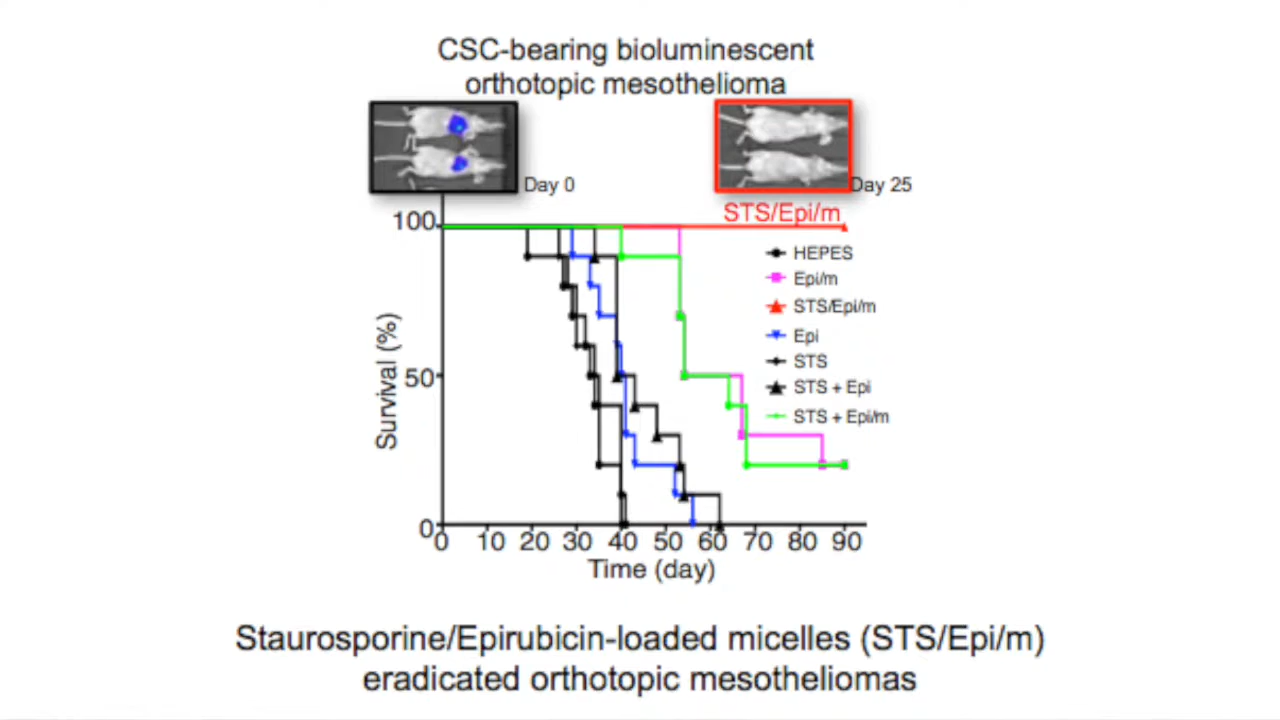 CSC-bearing bioluminescent
orthotopic mesothelioma
Day 0
Day 25
STS/Epi/m
100
50
0
Survival (%)
HEPES
Epi/m
STS/Epi/m
Epi
STS
STS + Epi
STS + Epi/m
0 10 20 30 40 50 60 70 80 90
Time (day)
Staurosporine/Epirubicin-loaded micelles (STS/Epi/m)
eradicated orthotopic mesotheliomas